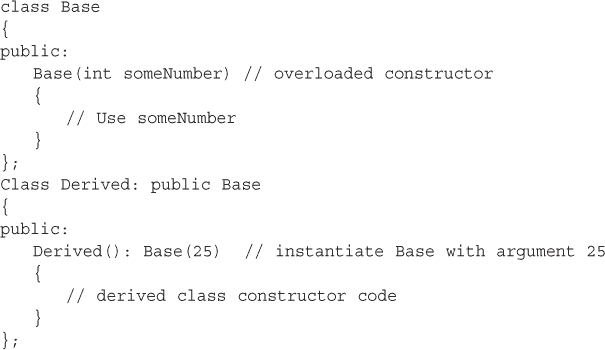 class Base
{
public:
   Base(int someNumber) // overloaded constructor
   {
      // Use someNumber
   }
};
Class Derived: public Base
{
public:
   Derived(): Base(25)  // instantiate Base with argument 25
   {
      // derived class constructor code
   }
};